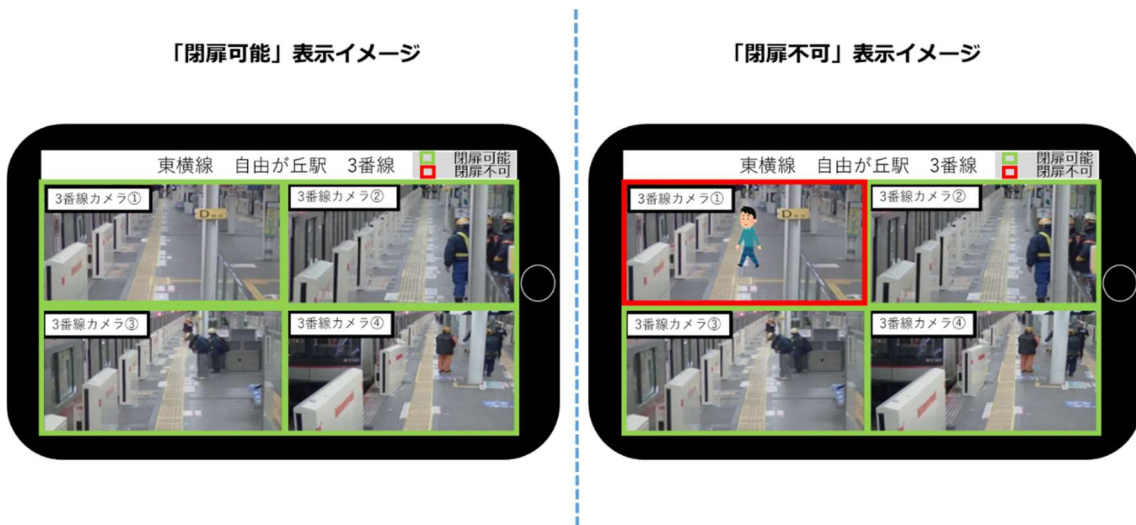 「閉扉可能」表示イメージ
東横線　自由が丘駅　3番線
閉扉可能
閉扉不可
3番線カメラ①
3番線カメラ②
3番線カメラ③
3番線カメラ④
「閉扉不可」表示イメージ
東横線　自由が丘駅　3番線
閉扉可能
閉扉不可
3番線カメラ①
3番線カメラ②
3番線カメラ③
3番線カメラ④